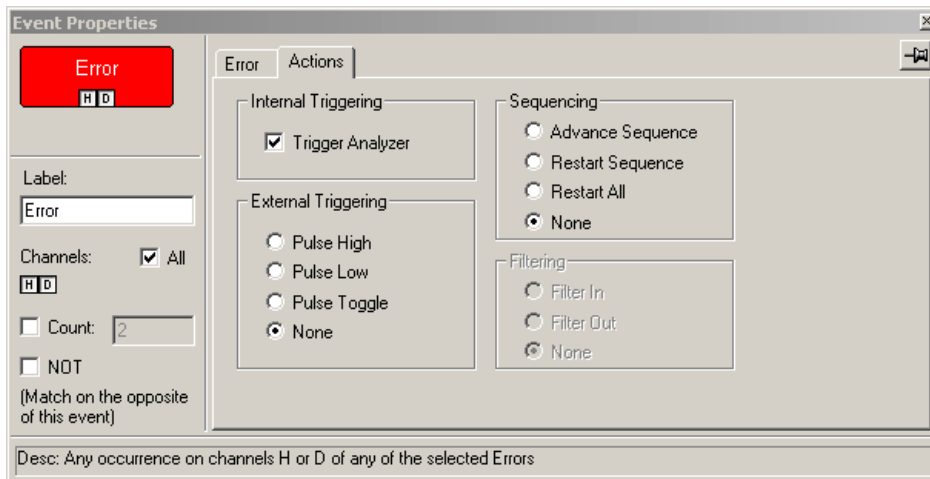 Event Properties
Error
H D
Label:
Error
Channels:
All
H D
Count:
2
NOT
(Match on the opposite
of this event)
Error
Actions
Internal Triggering
Trigger Analyzer
External Triggering
Pulse High
Pulse Low
Pulse Toggle
None
Sequencing
Advance Sequence
Restart Sequence
Restart All
None
Filtering
Filter In
Filter Out
None
Desc: Any occurrence on channels H or D of any of the selected Errors